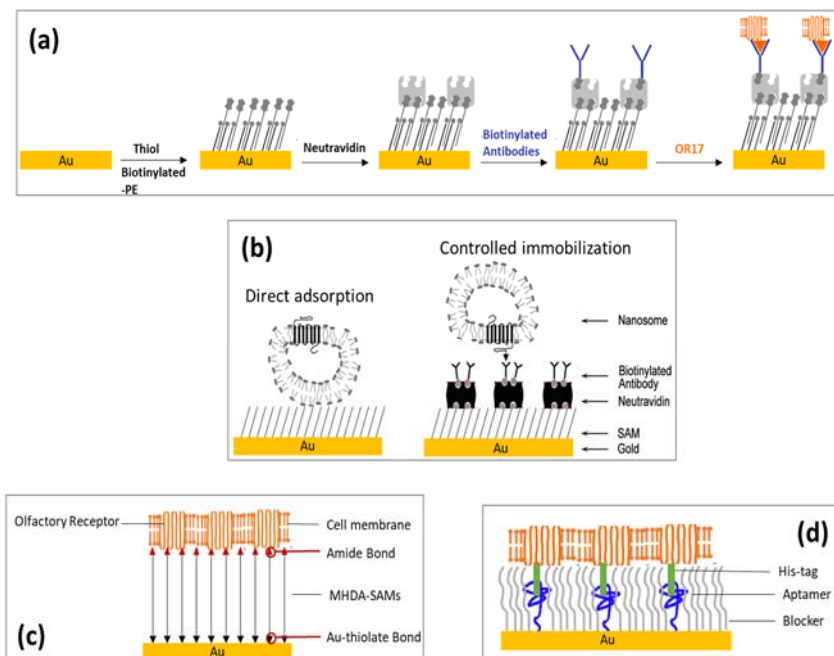 (a)
Au
Thiol
Biotinylated
-PE
Au
Neutravidin
Au
Biotinylated
Antibodies
Au
OR17
Au
(b)
Direct adsorption
Au
Controlled immobilization
Nanosome
Biotinylated
Antibody
Neutravidin
SAM
Gold
Au
Olfactory Receptor
Cell membrane
Amide Bond
MHDA-SAMs
Au-thiolate Bond
Au
(c)
(d)
His-tag
Aptamer
Blocker
Au